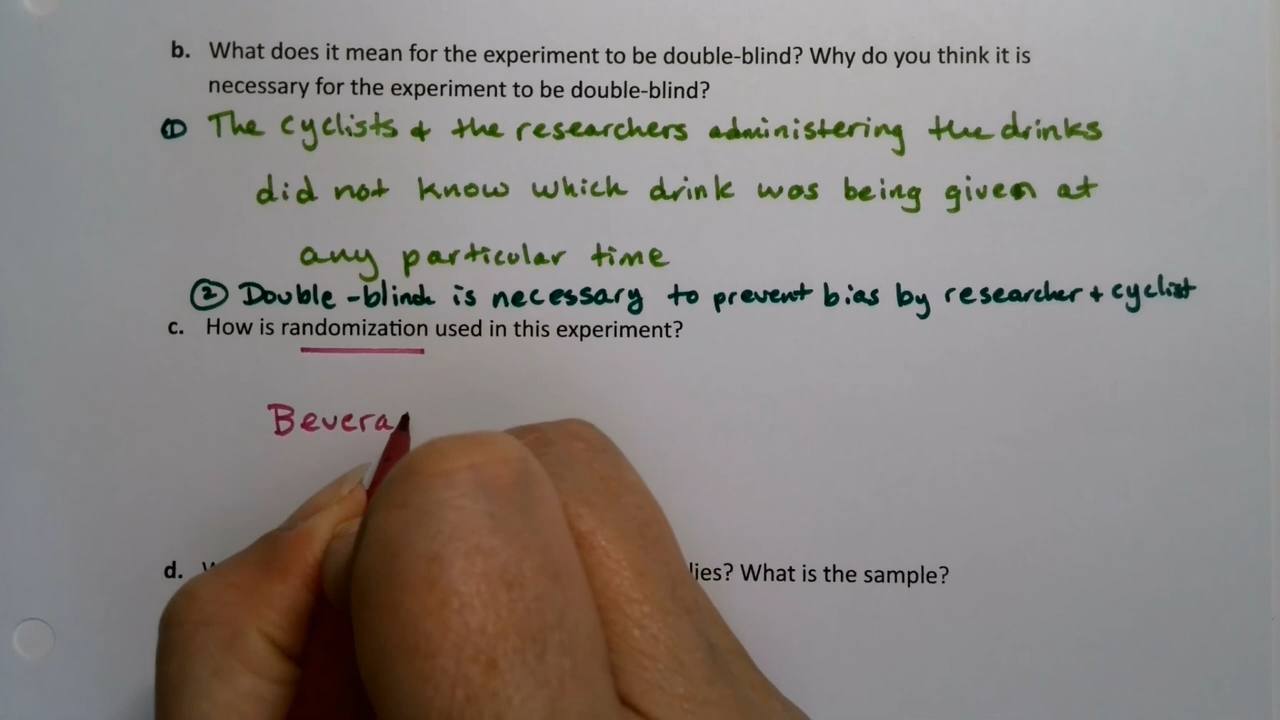 b. What does it mean for the experiment to be double-blind? Why do you think it is
necessary for the experiment to be double-blind?
① The cyclists & the researchers administering the drinks
did not know which drink was being given at
any particular time
② Double-blind is necessary to prevent bias by researcher + cyclist
c. How is randomization used in this experiment?
Bevera
d. lies? What is the sample?